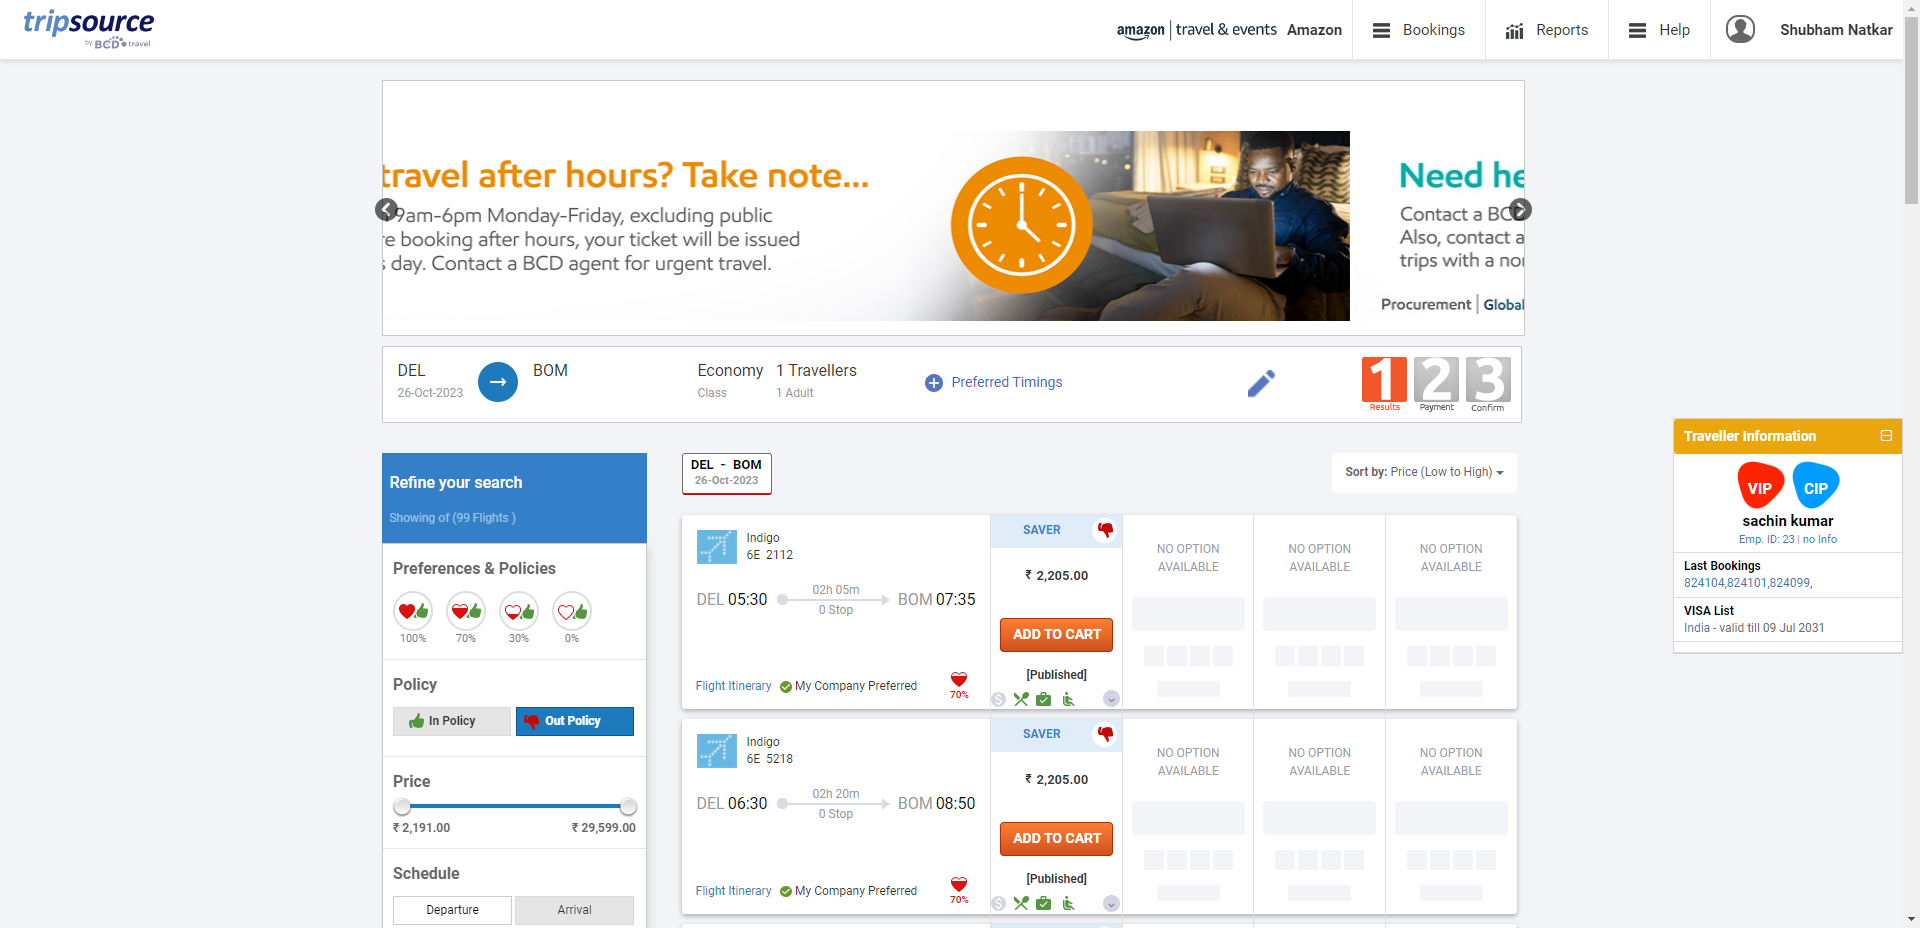 tripsource
by BCD travel
amazon | travel & events Amazon
Bookings
Reports
Help
Shubham Natkar
travel after hours? Take note...
9am-6pm Monday-Friday, excluding public
booking after hours, your ticket will be issued
day. Contact a BCD agent for urgent travel.
Need he
Contact a BCD
Also, contact a
trips with a no
Procurement | Global
DEL
26-Oct-2023
BOM
Economy
Class
1 Travellers
1 Adult
Preferred Timings
1 2 3
Results Payment Confirm
Refine your search
Showing of (99 Flights )
Preferences & Policies
100% 70% 30% 0%
Policy
In Policy
Out Policy
Price
₹ 2,191.00 ₹ 29,599.00
Schedule
Departure Arrival
DEL - BOM
26-Oct-2023
Sort by: Price (Low to High)
Indigo
6E 2112
DEL 05:30
02h 05m
0 Stop
BOM 07:35
Flight Itinerary My Company Preferred
70%
SAVER
₹ 2,205.00
ADD TO CART
[Published]
NO OPTION
AVAILABLE
NO OPTION
AVAILABLE
NO OPTION
AVAILABLE
Indigo
6E 5218
DEL 06:30
02h 20m
0 Stop
BOM 08:50
Flight Itinerary My Company Preferred
70%
SAVER
₹ 2,205.00
ADD TO CART
[Published]
NO OPTION
AVAILABLE
NO OPTION
AVAILABLE
NO OPTION
AVAILABLE
Traveller Information
VIP CIP
sachin kumar
Emp. ID: 23 | no Info
Last Bookings
824104,824101,824099,
VISA List
India - valid till 09 Jul 2031